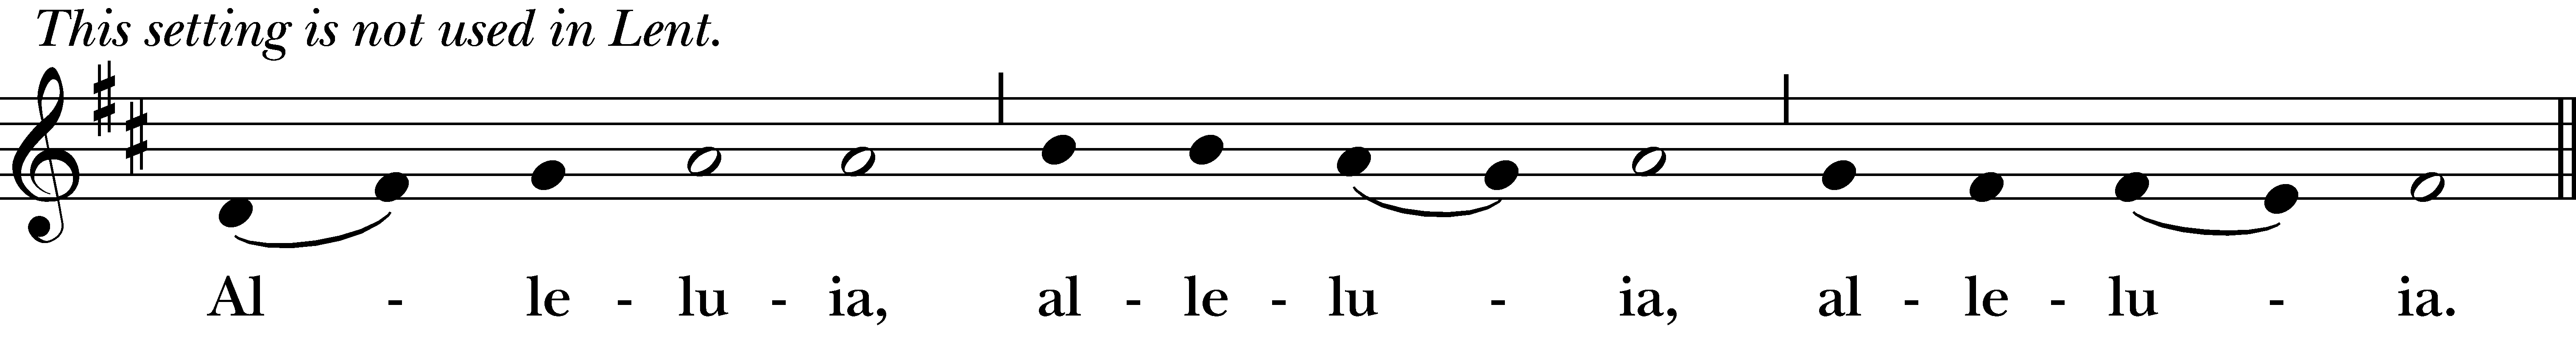 This setting is not used in Lent.
Al - le - lu - ia, al - le - lu - ia, al - le - lu - ia.